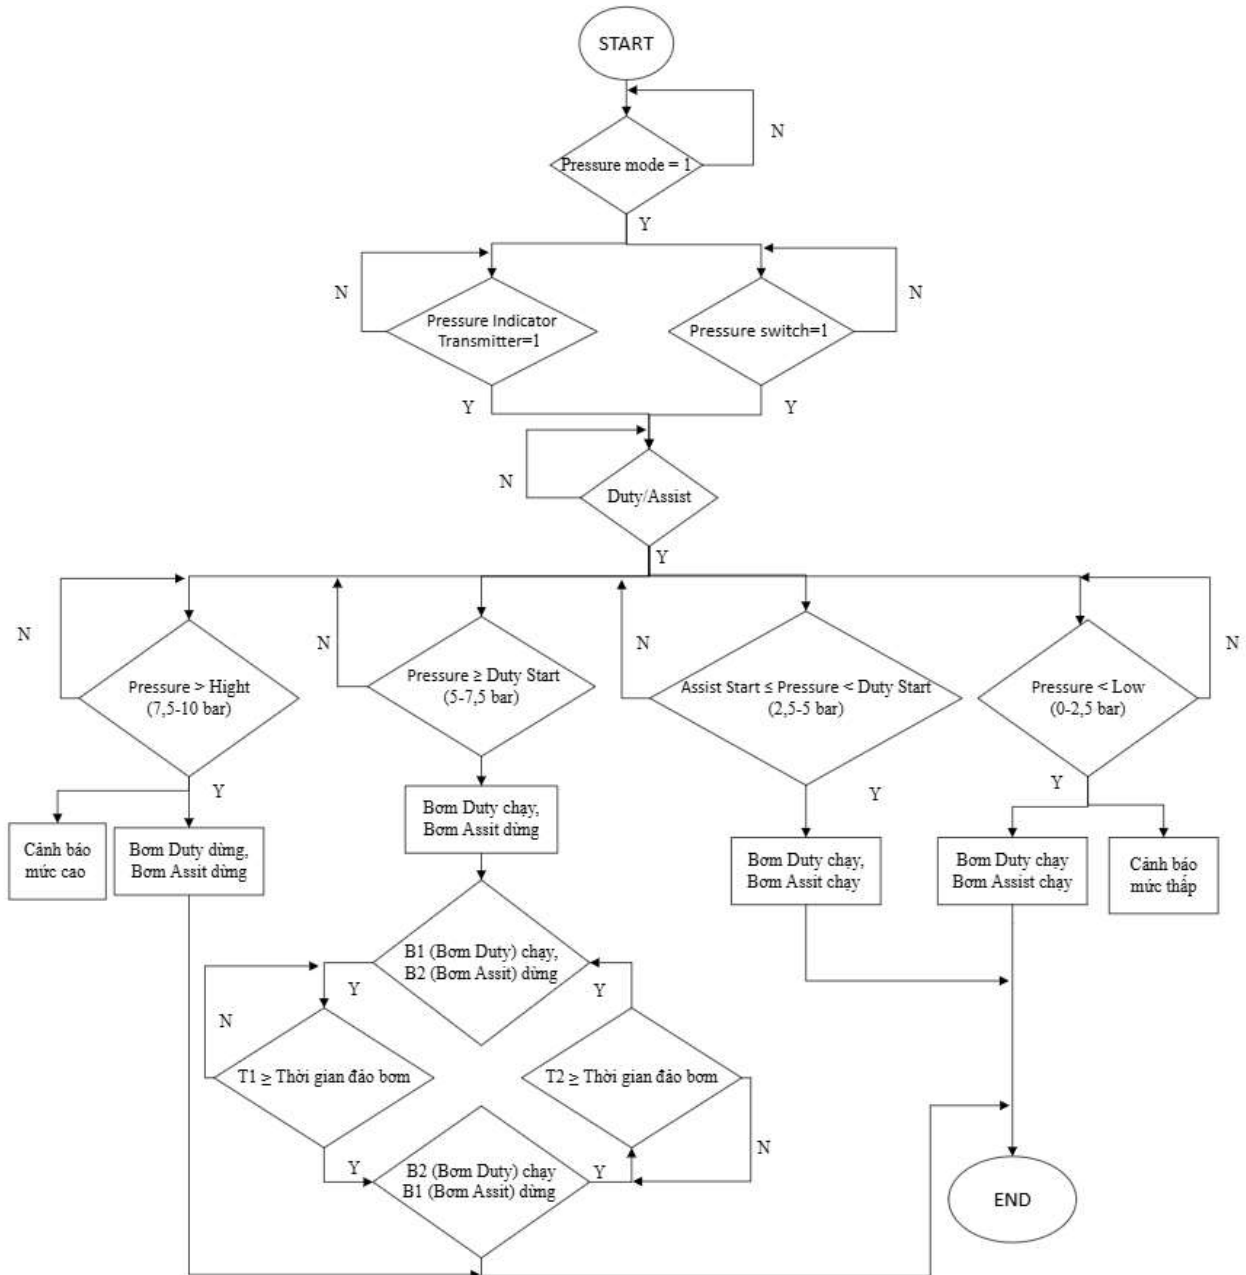 START
N
Pressure mode = 1
Y
N
Pressure Indicator
Transmitter=1
Pressure switch=1
N
Y
Y
N
Duty/Assist
Y
N
Pressure > Hight
(7,5-10 bar)
N
Pressure ≥ Duty Start
(5-7,5 bar)
N
Assist Start ≤ Pressure < Duty Start
(2,5-5 bar)
Pressure < Low
(0-2,5 bar)
N
Y
Y
Y
Cảnh báo
mức cao
Bơm Duty dừng,
Bơm Assit dừng
Bơm Duty chạy,
Bơm Assit dừng
Bơm Duty chạy,
Bơm Assit chạy
Bơm Duty chạy
Bơm Assist chạy
Cảnh báo
mức thấp
B1 (Bơm Duty) chạy,
B2 (Bơm Assit) dừng
Y
Y
N
T1 ≥ Thời gian đảo bơm
T2 ≥ Thời gian đảo bơm
N
Y
B2 (Bơm Duty) chạy
B1 (Bơm Assit) dừng
Y
END